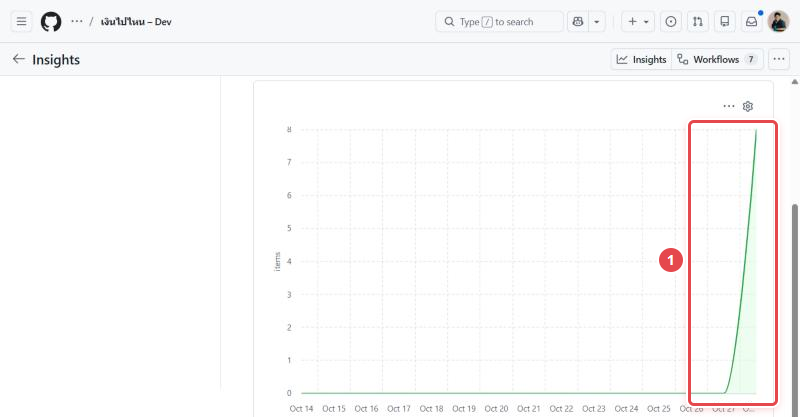 ... / เงินไปไหน – Dev
Type / to search
Insights
Insights
Workflows 7
8
7
6
5
4
3
2
1
0
items
1
Oct 14 Oct 15 Oct 16 Oct 17 Oct 18 Oct 19 Oct 20 Oct 21 Oct 22 Oct 23 Oct 24 Oct 25 Oct 26 Oct 27 O...